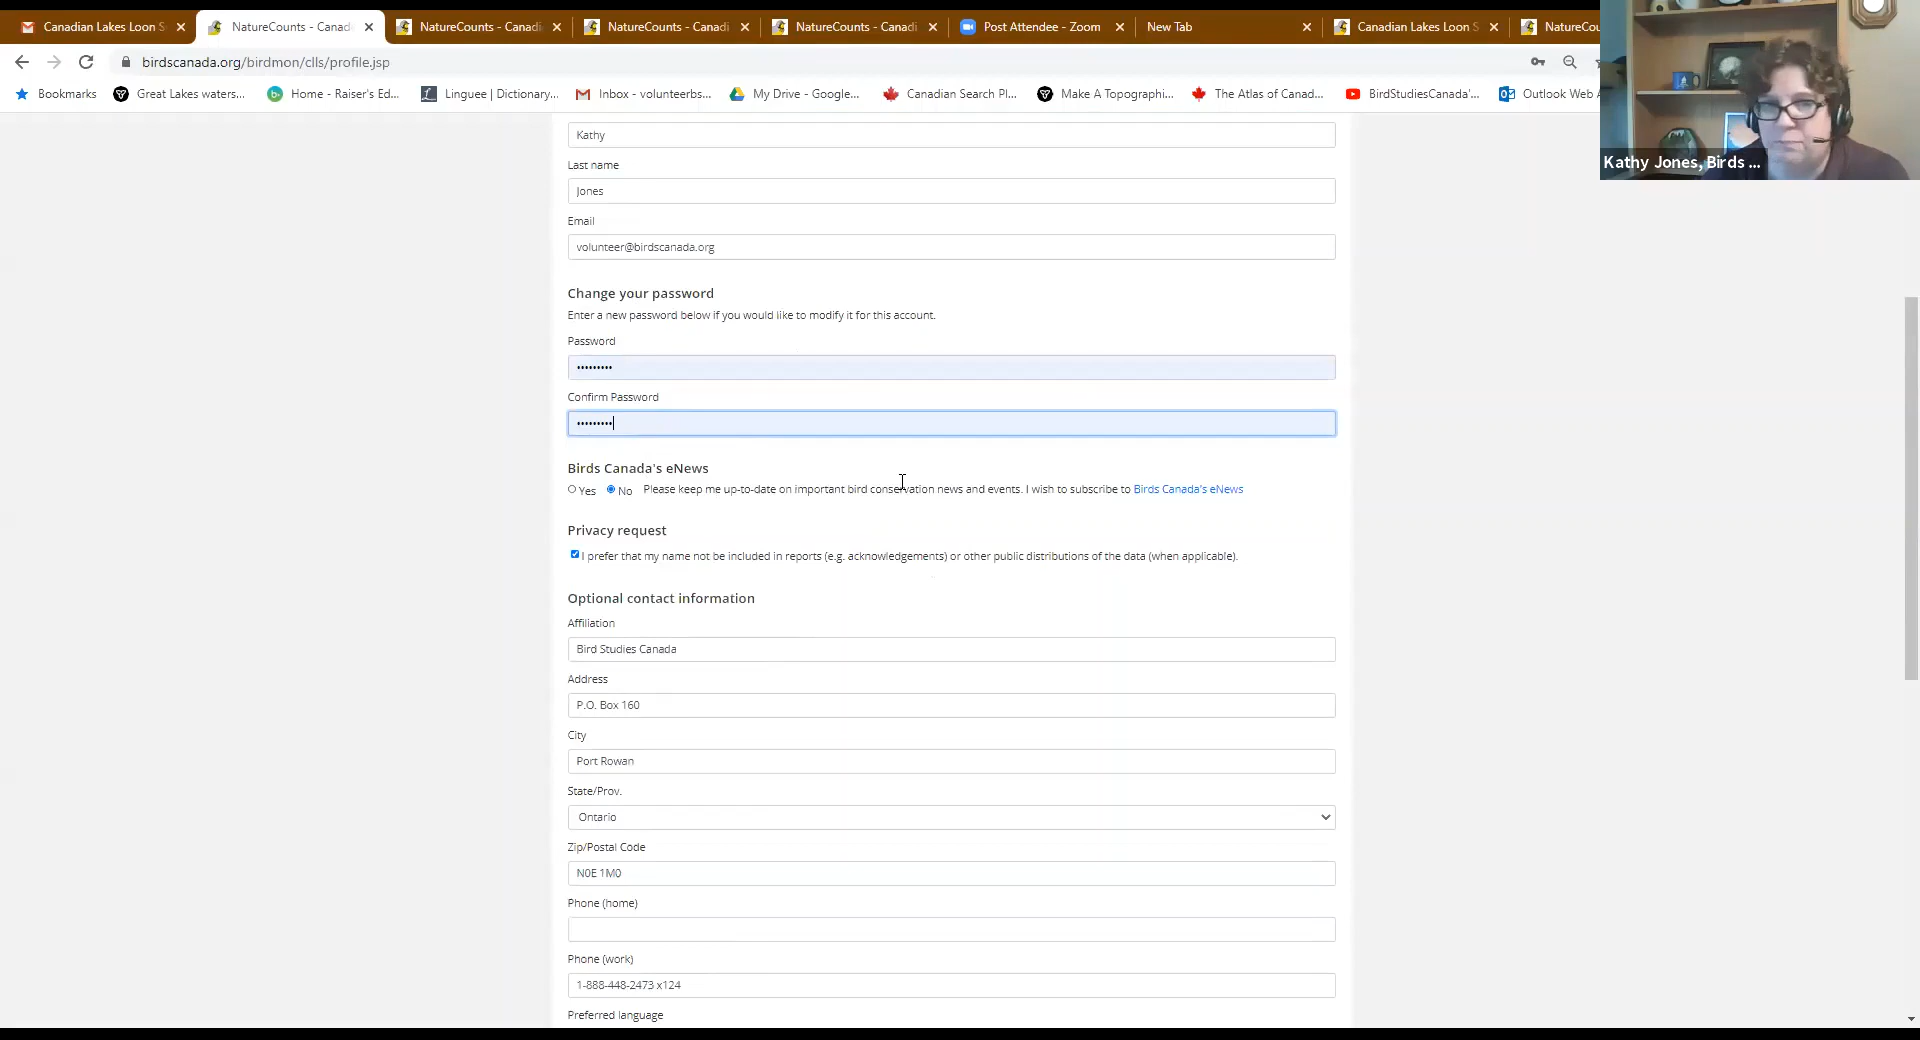 Canadian Lakes Loon S
NatureCounts - Canad
NatureCounts - Canadi
NatureCounts - Canadi
NatureCounts - Canadi
Post Attendee - Zoom
New Tab
Canadian Lakes Loon S
NatureCou
birdscanada.org/birdmon/clls/profile.jsp
Bookmarks
Great Lakes waters...
Home - Raiser's Ed...
Linguee | Dictionary...
Inbox - volunteerbs...
My Drive - Google...
Canadian Search Pl...
Make A Topographi...
The Atlas of Canad...
BirdStudiesCanada'...
Outlook Web A
Kathy Jones, Birds ...
Kathy
Last name
Jones
Email
volunteer@birdscanada.org
Change your password
Enter a new password below if you would like to modify it for this account.
Password
•••••••••
Confirm Password
•••••••••
Birds Canada's eNews
Yes No Please keep me up-to-date on important bird conservation news and events. I wish to subscribe to Birds Canada's eNews
Privacy request
I prefer that my name not be included in reports (e.g. acknowledgements) or other public distributions of the data (when applicable).
Optional contact information
Affiliation
Bird Studies Canada
Address
P.O. Box 160
City
Port Rowan
State/Prov.
Ontario
Zip/Postal Code
N0E 1M0
Phone (home)
Phone (work)
1-888-448-2473 x124
Preferred language